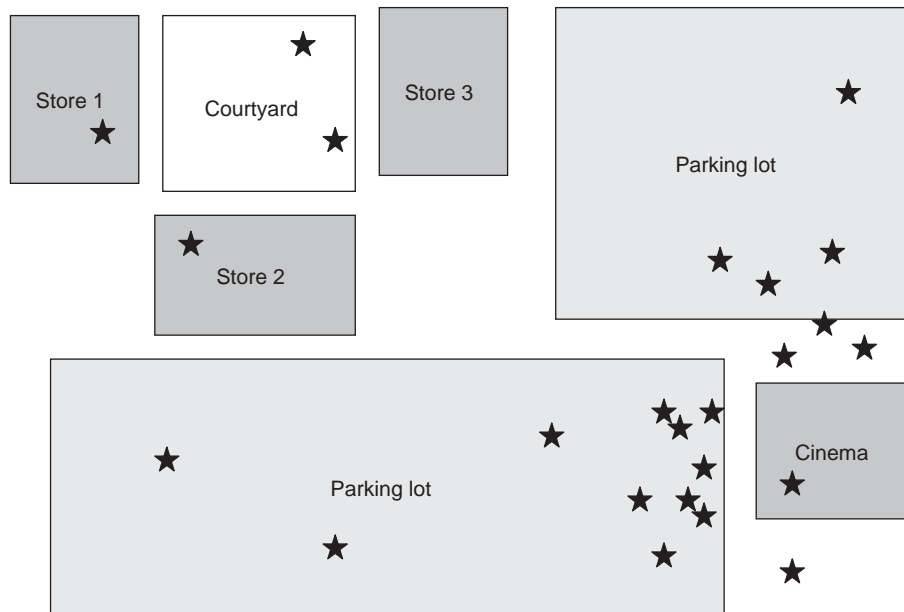 Store 1
Courtyard
Store 3
Parking lot
Store 2
Cinema
Parking lot